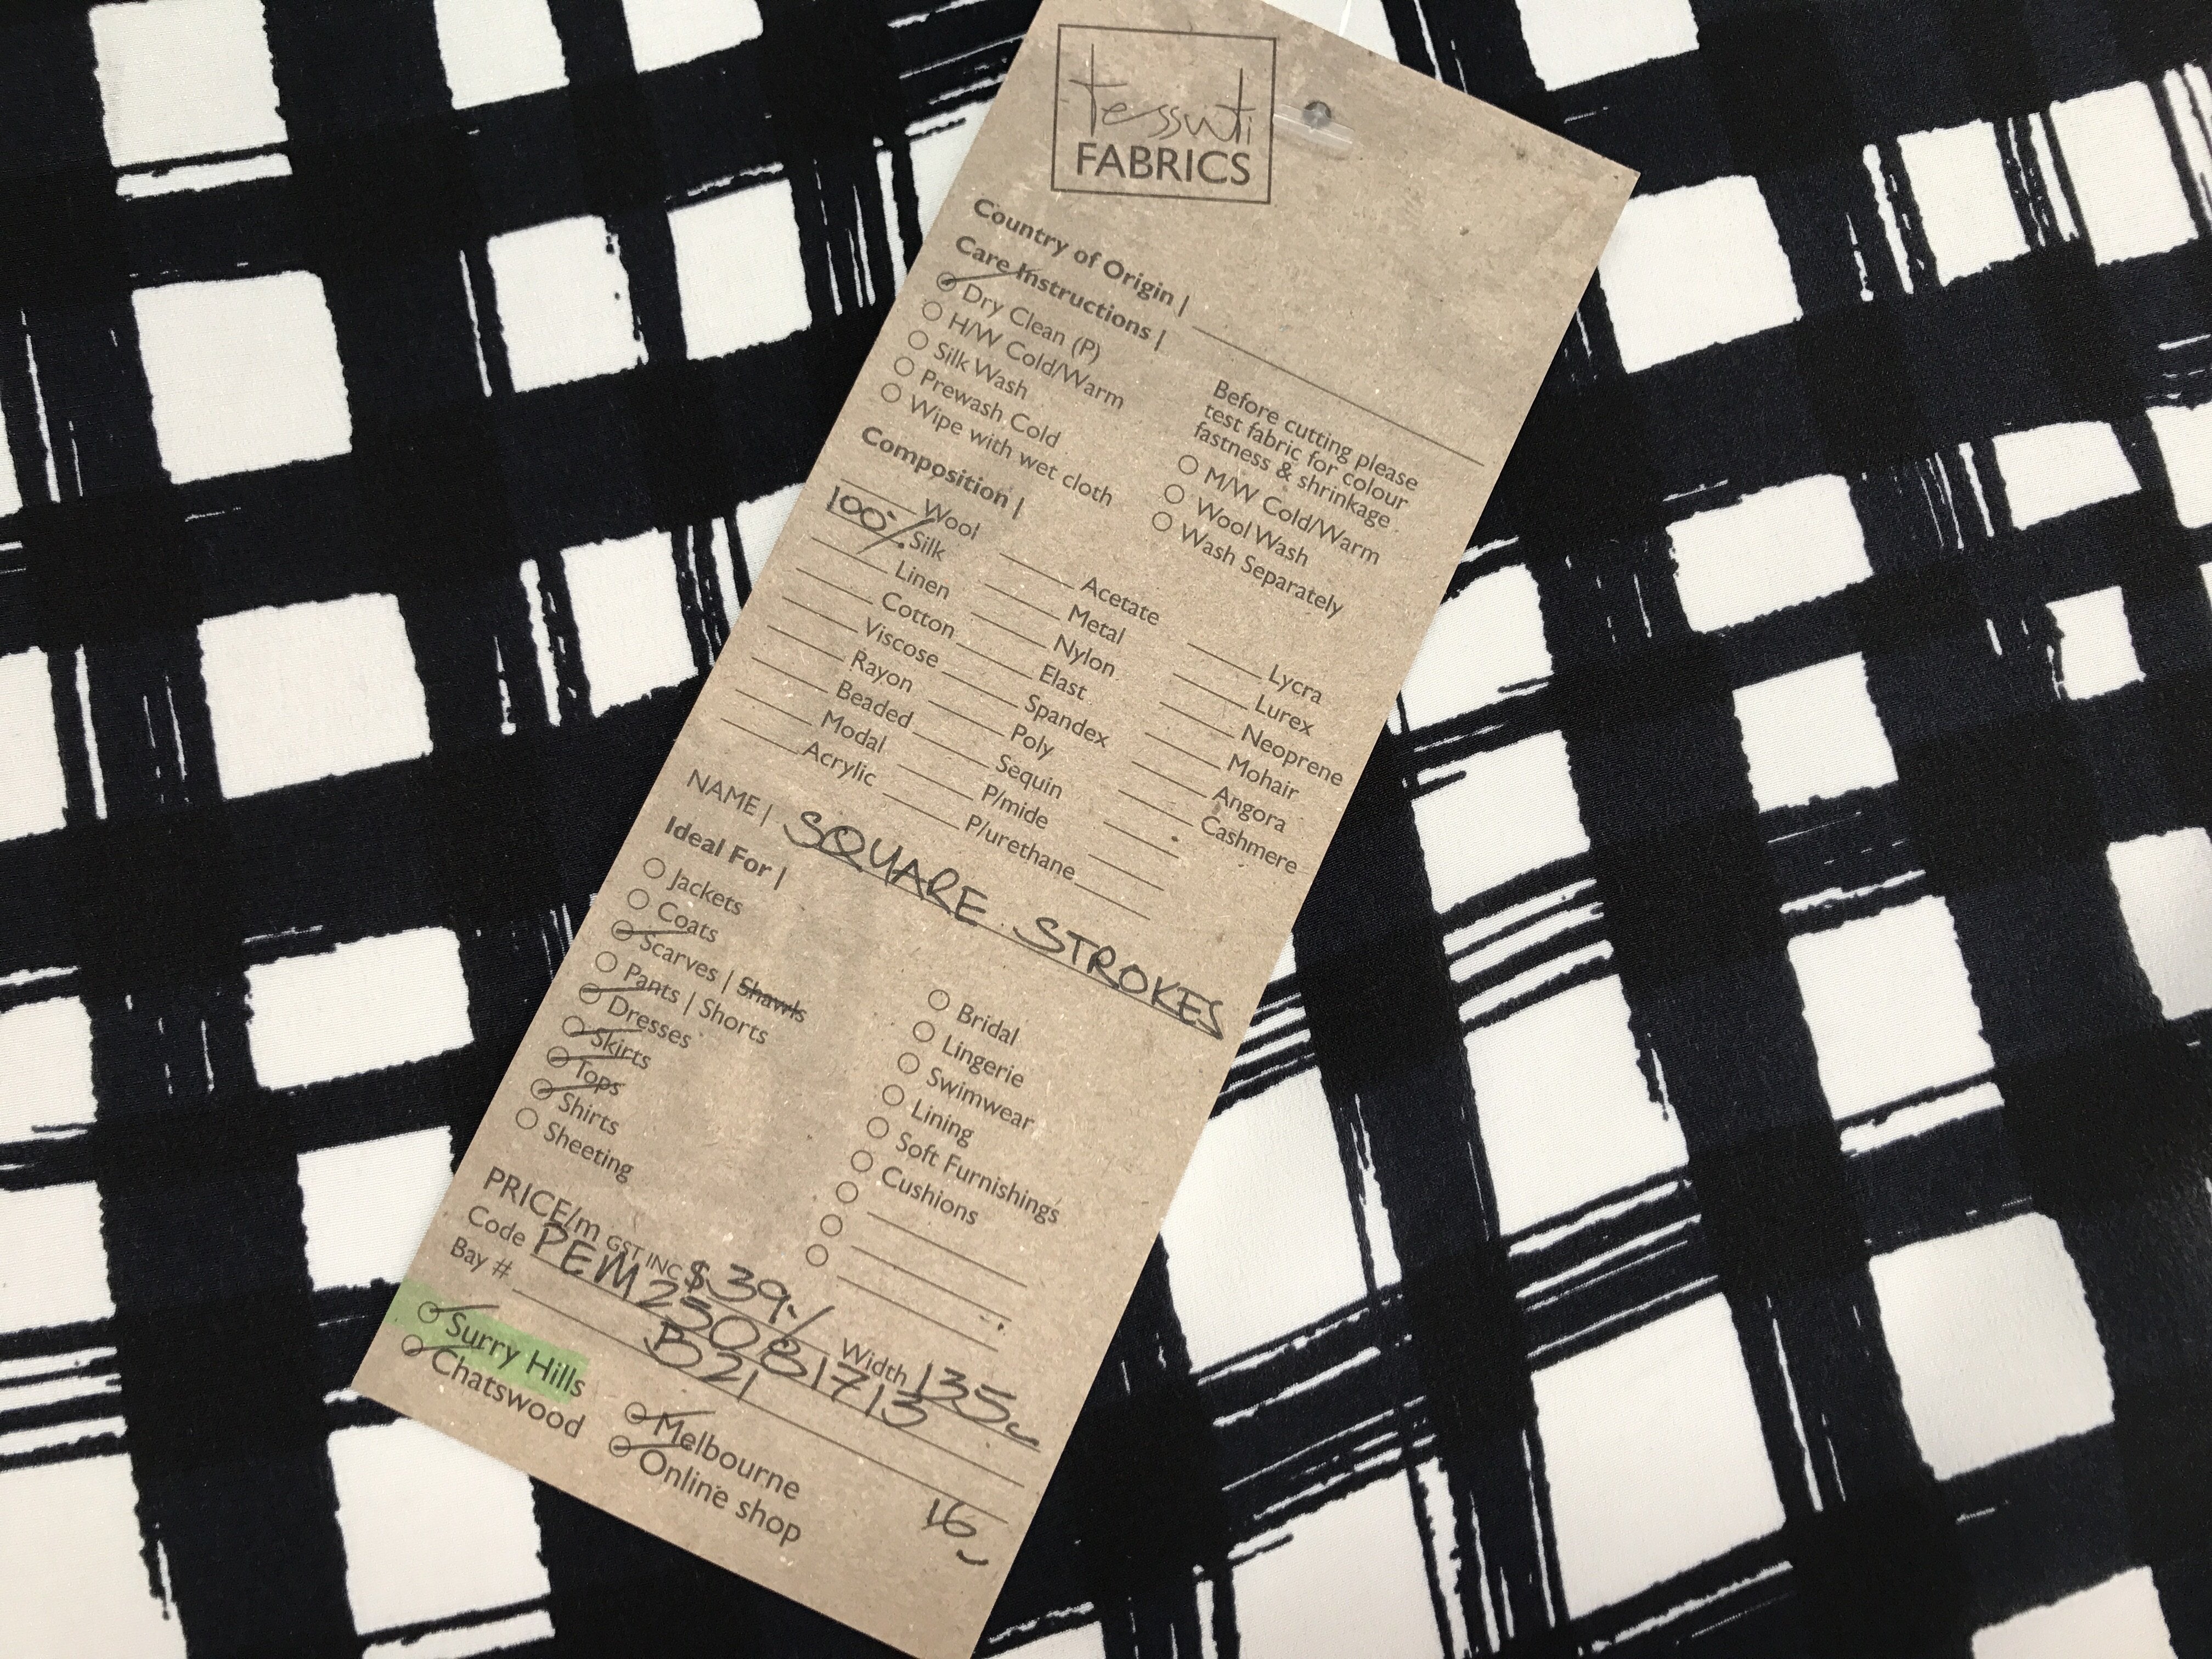 tessuti
FABRICS
Country of Origin |
Care Instructions |
Dry Clean (P)
H/W Cold/Warm
Silk Wash
Prewash Cold
Wipe with wet cloth
Before cutting please
test fabric for colour
fastness & shrinkage
M/W Cold/Warm
Wool Wash
Wash Separately
Composition |
Wool
100% Silk
Linen
Cotton
Viscose
Rayon
Beaded
Modal
Acrylic
Acetate
Metal
Nylon
Elast
Spandex
Poly
Sequin
P/mide
P/urethane
Lycra
Lurex
Neoprene
Mohair
Angora
Cashmere
NAME | SQUARE STROKES
Ideal For |
Jackets
Coats
Scarves | Shawls
Pants | Shorts
Dresses
Skirts
Tops
Shirts
Sheeting
Bridal
Lingerie
Swimwear
Lining
Soft Furnishings
Cushions
PRICE/m GST INC $39 Width 135
Code PEM25081713
Bay # B21
Surry Hills
Chatswood
Melbourne
Online shop
16